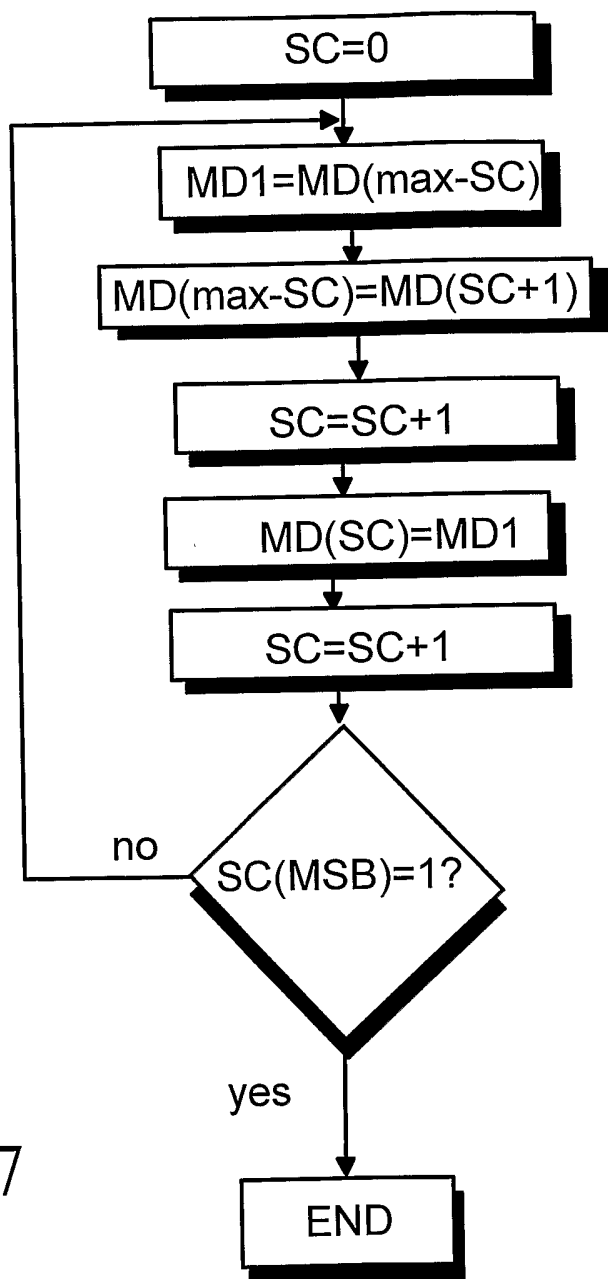 SC=0
MD1=MD(max-SC)
MD(max-SC)=MD(SC+1)
SC=SC+1
MD(SC)=MD1
SC=SC+1
no
SC(MSB)=1?
yes
7
END